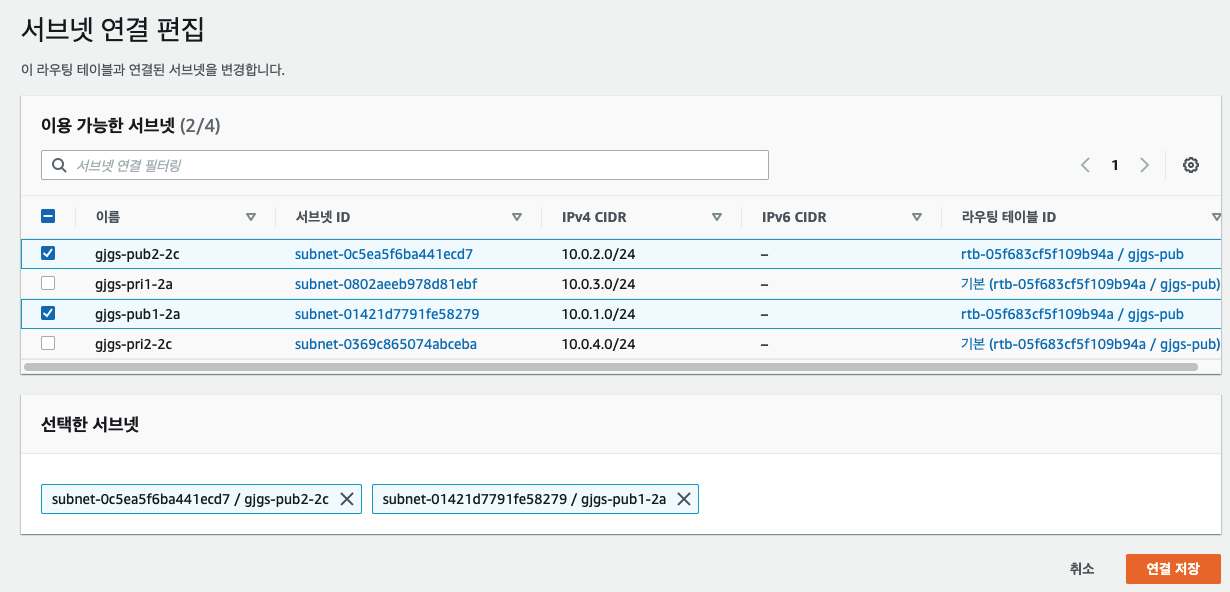 서브넷 연결 편집
이 라우팅 테이블과 연결된 서브넷을 변경합니다.
이용 가능한 서브넷 (2/4)
서브넷 연결 필터링
1
이름 서브넷 ID IPv4 CIDR IPv6 CIDR 라우팅 테이블 ID
gjgs-pub2-2c subnet-0c5ea5f6ba441ecd7 10.0.2.0/24 – rtb-05f683cf5f109b94a / gjgs-pub
gjgs-pri1-2a subnet-0802aeeb978d81ebf 10.0.3.0/24 – 기본 (rtb-05f683cf5f109b94a / gjgs-pub)
gjgs-pub1-2a subnet-01421d7791fe58279 10.0.1.0/24 – rtb-05f683cf5f109b94a / gjgs-pub
gjgs-pri2-2c subnet-0369c865074abceba 10.0.4.0/24 – 기본 (rtb-05f683cf5f109b94a / gjgs-pub)
선택한 서브넷
subnet-0c5ea5f6ba441ecd7 / gjgs-pub2-2c subnet-01421d7791fe58279 / gjgs-pub1-2a
취소 연결 저장